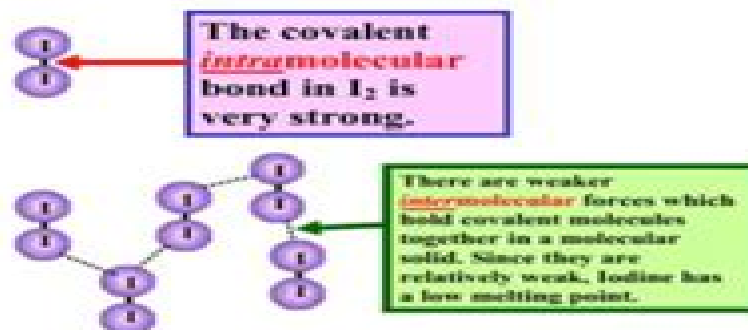 I
I
The covalent
intramolecular
bond in I₂ is
very strong.
I
I
I
I
I
I
I
I
I
I
There are weaker
intermolecular forces which
hold covalent molecules
together in a molecular
solid. Since they are
relatively weak, Iodine has
a low melting point.